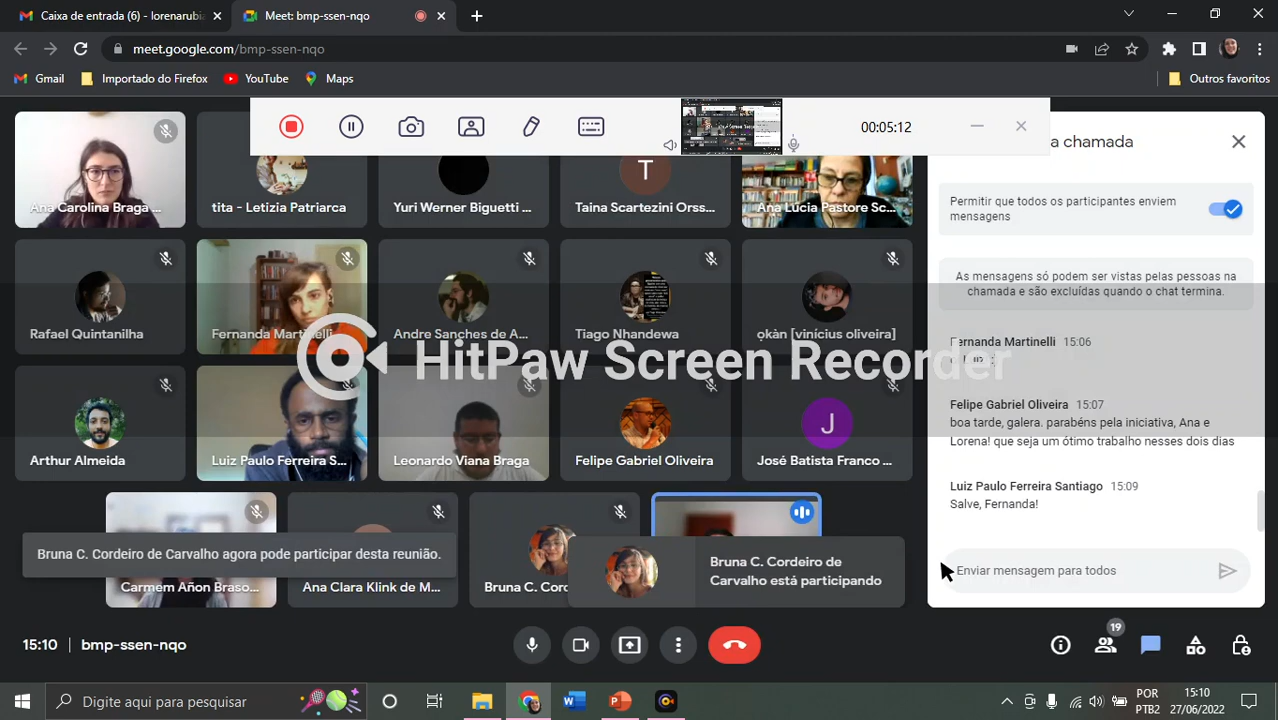 Caixa de entrada (6) - lorenarubia
Meet: bmp-ssen-nqo
meet.google.com/bmp-ssen-nqo
Gmail
Importado do Firefox
YouTube
Maps
Outros favoritos
00:05:12
a chamada
Ana Carolina Braga ...
tita - Letizia Patriarca
Yuri Werner Biguetti ...
T
Taina Scartezini Orss...
Ana Lúcia Pastore Sc...
Permitir que todos os participantes enviem
mensagens
As mensagens só podem ser vistas pelas pessoas na
chamada e são excluídas quando o chat termina.
Rafael Quintanilha
Fernanda Martinelli
Andre Sanches de A...
Tiago Nhandewa
ọkàn [vinícius oliveira]
HitPaw Screen Recorder
Fernanda Martinelli 15:06
Felipe Gabriel Oliveira 15:07
boa tarde, galera. parabéns pela iniciativa, Ana e
Lorena! que seja um ótimo trabalho nesses dois dias
Arthur Almeida
Luiz Paulo Ferreira S...
Leonardo Viana Braga
Felipe Gabriel Oliveira
J
José Batista Franco ...
Luiz Paulo Ferreira Santiago 15:09
Salve, Fernanda!
Bruna C. Cordeiro de Carvalho agora pode participar desta reunião.
Carmem Añon Braso...
Ana Clara Klink de M...
Bruna C. Cord
Bruna C. Cordeiro de
Carvalho está participando
Enviar mensagem para todos
15:10 | bmp-ssen-nqo
19
Digite aqui para pesquisar
POR
PTB2
15:10
27/06/2022